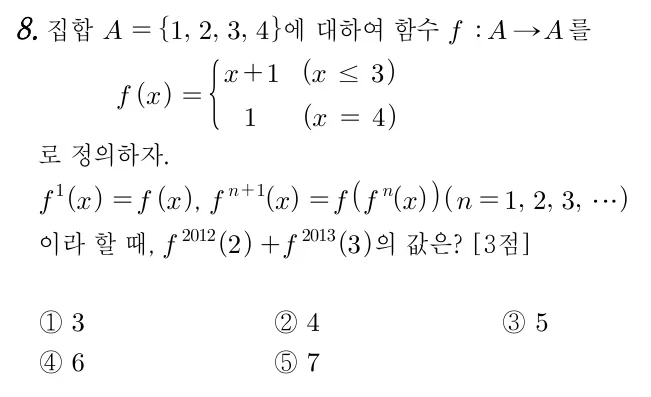 8. 집합 A = {1, 2, 3, 4}에 대하여 함수 f : A → A를
f(x) = { x+1 (x ≤ 3)
1 (x = 4)
로 정의하자.
f¹(x) = f(x), fⁿ⁺¹(x) = f(fⁿ(x))(n = 1, 2, 3, ⋯)
이라 할 때, f²⁰¹²(2) + f²⁰¹³(3)의 값은? [3점]
① 3 ② 4 ③ 5
④ 6 ⑤ 7